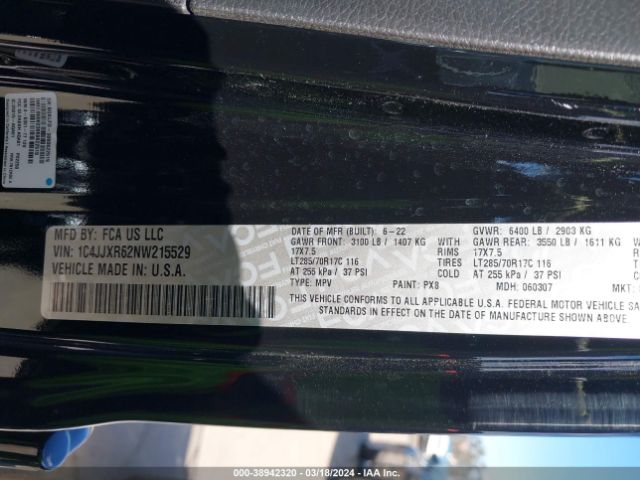 MFD BY: FCA US LLC
VIN: 1C4JJXR62NW215529
VEHICLE MADE IN U.S.A.
DATE OF MFR (BUILT): 6-22 GVWR: 6400 LB / 2903 KG
GAWR FRONT: 3100 LB / 1407 KG WITH GAWR REAR: 3550 LB / 1611 KG
17X7.5 RIMS 17X7.5
LT285/70R17C 116 TIRES LT285/70R17C 116
AT 255 kPa / 37 PSI COLD AT 255 kPa / 37 PSI
TYPE: MPV PAINT: PX8 MDH: 060307 MKT:
THIS VEHICLE CONFORMS TO ALL APPLICABLE U.S.A. FEDERAL MOTOR VEHICLE SA
STANDARDS IN EFFECT ON THE DATE OF MANUFACTURE SHOWN ABOVE.
000-38942320 – 03/18/2024 – IAAI.COM